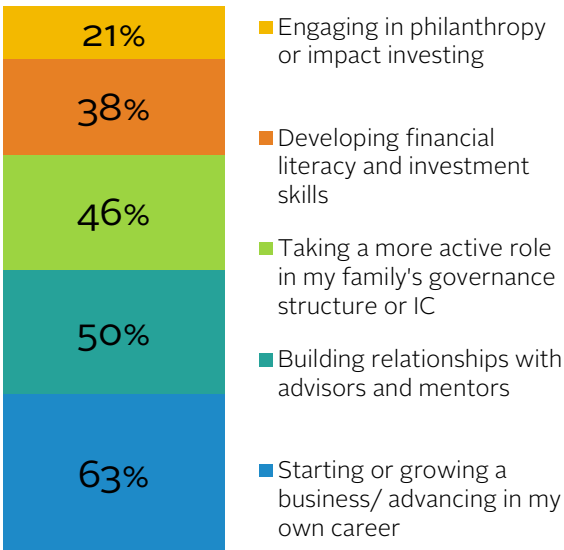 21%
Engaging in philanthropy
or impact investing
38%
Developing financial
literacy and investment
skills
46%
Taking a more active role
in my family's governance
structure or IC
50%
Building relationships with
advisors and mentors
63%
Starting or growing a
business/ advancing in my
own career